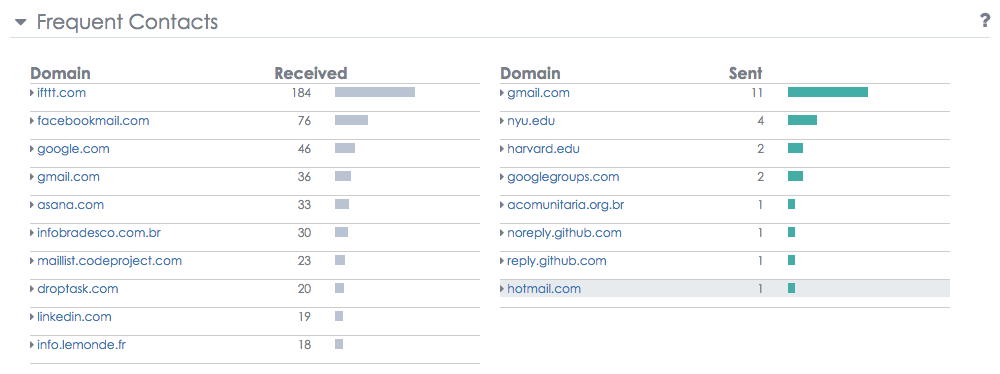 Frequent Contacts ?
Domain Received
ifttt.com 184
facebookmail.com 76
google.com 46
gmail.com 36
asana.com 33
infobradesco.com.br 30
maillist.codeproject.com 23
droptask.com 20
linkedin.com 19
info.lemonde.fr 18
Domain Sent
gmail.com 11
nyu.edu 4
harvard.edu 2
googlegroups.com 2
acomunitaria.org.br 1
noreply.github.com 1
reply.github.com 1
hotmail.com 1